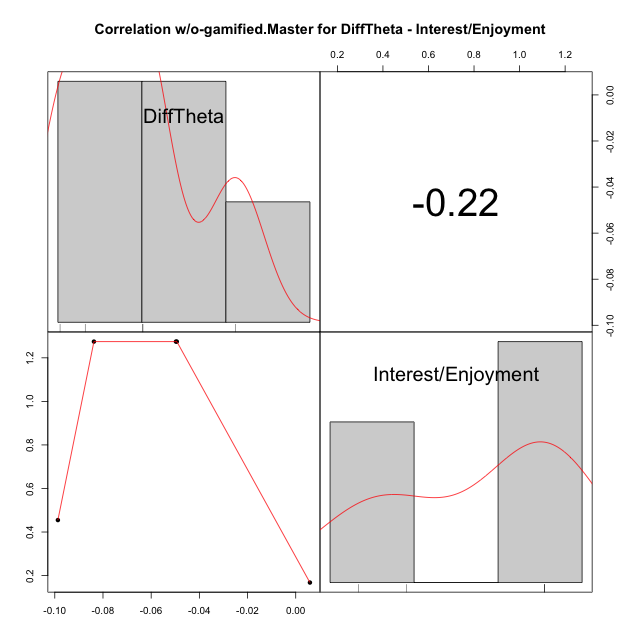 Correlation w/o-gamified.Master for DiffTheta - Interest/Enjoyment
0.2 0.4 0.6 0.8 1.0 1.2
DiffTheta
-0.22
0.00
-0.02
-0.04
-0.06
-0.08
-0.10
Interest/Enjoyment
1.2
1.0
0.8
0.6
0.4
0.2
-0.10 -0.08 -0.06 -0.04 -0.02 0.00